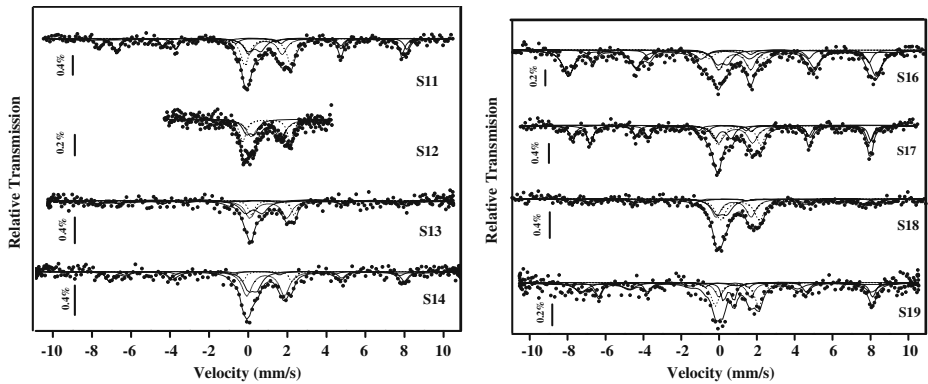 Relative Transmission
0.4%
S11
0.2%
S12
0.4%
S13
0.4%
S14
-10 -8 -6 -4 -2 0 2 4 6 8 10
Velocity (mm/s)
Relative Transmision
0.2%
S16
0.4%
S17
0.4%
S18
0.2%
S19
-10 -8 -6 -4 -2 0 2 4 6 8 10
Velocity (mm/s)